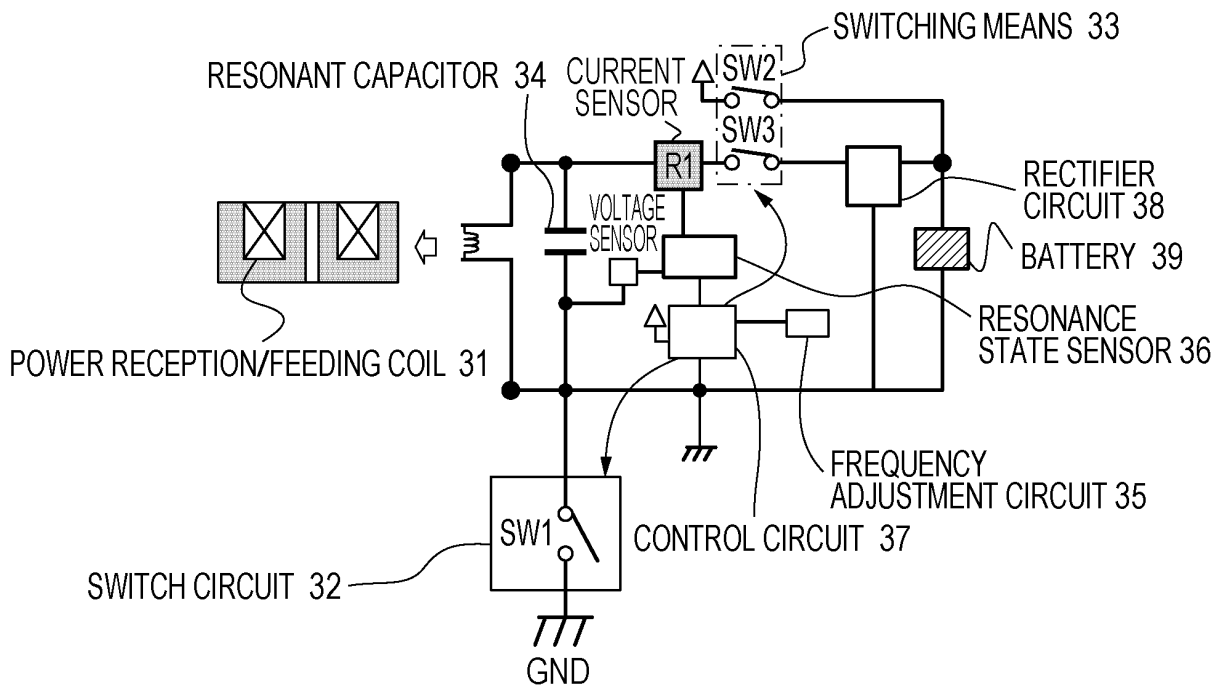 SWITCHING MEANS 33
RESONANT CAPACITOR 34
CURRENT
SENSOR
SW2
SW3
R1
VOLTAGE
SENSOR
RECTIFIER
CIRCUIT 38
BATTERY 39
RESONANCE
STATE SENSOR 36
POWER RECEPTION/FEEDING COIL 31
FREQUENCY
ADJUSTMENT CIRCUIT 35
SW1
CONTROL CIRCUIT 37
SWITCH CIRCUIT 32
GND